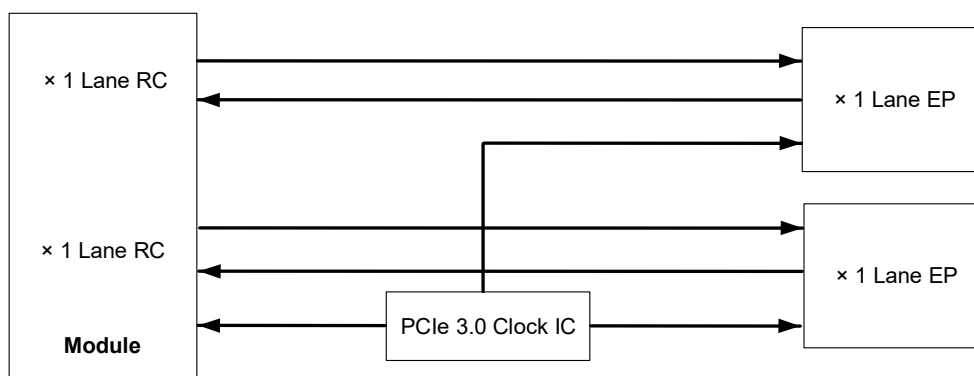 × 1 Lane RC
× 1 Lane EP
× 1 Lane RC
× 1 Lane EP
PCIe 3.0 Clock IC
Module